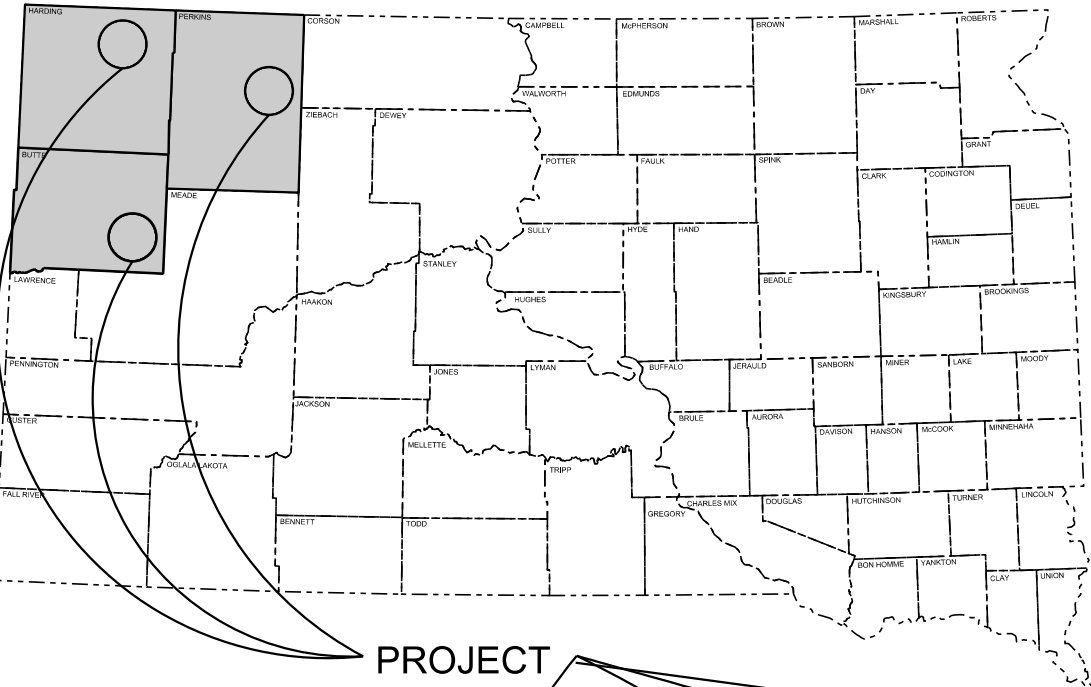 HARDING
PERKINS
CORSON
CAMPBELL
McPHERSON
BROWN
MARSHALL
ROBERTS
WALWORTH
EDMUNDS
DAY
ZIEBACH
DEWEY
GRANT
BUTTE
POTTER
FAULK
SPINK
CLARK
CODINGTON
MEADE
DEUEL
SULLY
HYDE
HAND
HAMLIN
STANLEY
LAWRENCE
BEADLE
KINGSBURY
BROOKINGS
HAAKON
HUGHES
PENNINGTON
JONES
LYMAN
BUFFALO
JERAULD
SANBORN
MINER
LAKE
MOODY
JACKSON
CUSTER
BRULE
AURORA
DAVISON
HANSON
McCOOK
MINNEHAHA
MELLETTE
OGLALA LAKOTA
TRIPP
FALL RIVER
CHARLES MIX
DOUGLAS
HUTCHINSON
TURNER
LINCOLN
GREGORY
BENNETT
TODD
BON HOMME
YANKTON
CLAY
UNION
PROJECT